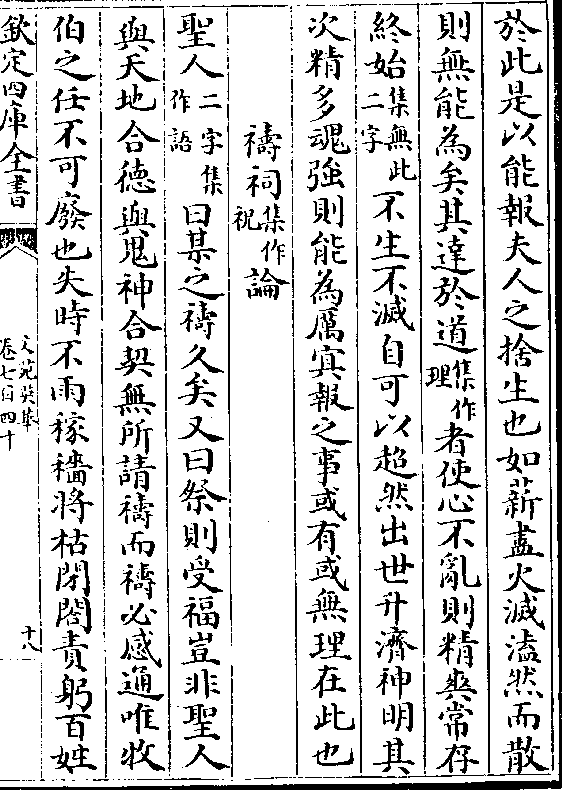 於此是以能報夫人之捨生也如薪盡火滅溘然而散
則無能為矣其達於道集作理者使心不亂則精爽常存
終始集無此二字不生不滅自可以超然出世升濟神明其
次精多魂強則能為厲冥報之事或有或無理在此也
禱祠集作祝論
聖人二字集作語曰某之禱久矣又曰祭則受福豈非聖人
與天地合德與鬼神合契無所請禱而禱必感通唯牧
伯之任不可廢也失時不雨稼穡將枯閉閤責躬百姓
欽定四庫全書
文苑英華
卷七百四十
十八